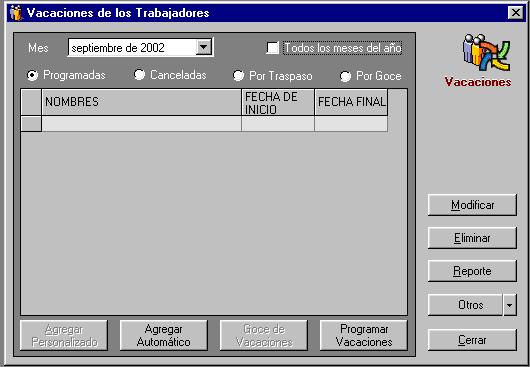 Vacaciones de los Trabajadores
Mes
septiembre de 2002
Todos los meses del año
Programadas
Canceladas
Por Traspaso
Por Goce
Vacaciones
NOMBRES
FECHA DE
INICIO
FECHA FINAL
Modificar
Eliminar
Reporte
Otros
Cerrar
Agregar
Personalizado
Agregar
Automático
Goce de
Vacaciones
Programar
Vacaciones